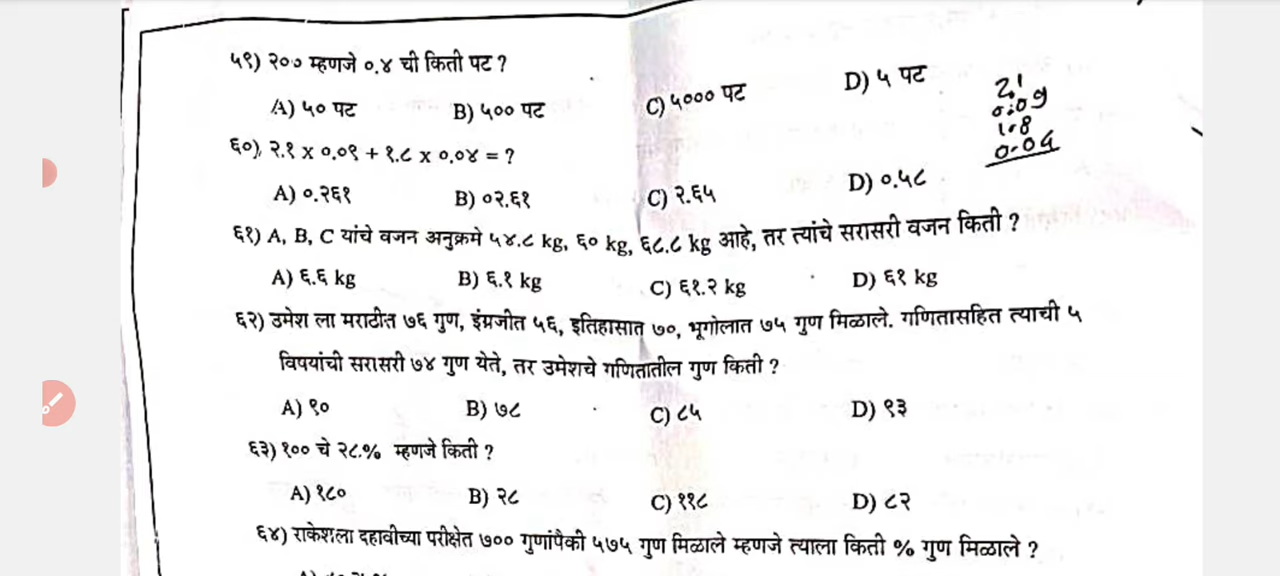 ५९) २०० म्हणजे ०.४ ची किती पट ?
A) ५० पट B) ५०० पट C) ५००० पट D) ५ पट
६०) २.१ x ०.०९ + १.८ x ०.०४ = ?
A) ०.२६१ B) ०२.६१ C) २.६५ D) ०.५८
2.1
0.09
1.8
0.04
६१) A, B, C यांचे वजन अनुक्रमे ५४.८ kg, ६० kg, ६८.८ kg आहे, तर त्यांचे सरासरी वजन किती ?
A) ६.६ kg B) ६.१ kg C) ६१.२ kg D) ६१ kg
६२) उमेश ला मराठीत ७६ गुण, इंग्रजीत ५६, इतिहासात ७०, भूगोलात ७५ गुण मिळाले. गणितासहित त्याची ५
विषयांची सरासरी ७४ गुण येते, तर उमेशचे गणितातील गुण किती ?
A) ९० B) ७८ C) ८५ D) ९३
६३) १०० चे २८.% म्हणजे किती ?
A) १८० B) २८ C) ११८ D) ८२
६४) राकेशला दहावीच्या परीक्षेत ७०० गुणांपैकी ५७५ गुण मिळाले म्हणजे त्याला किती % गुण मिळाले ?